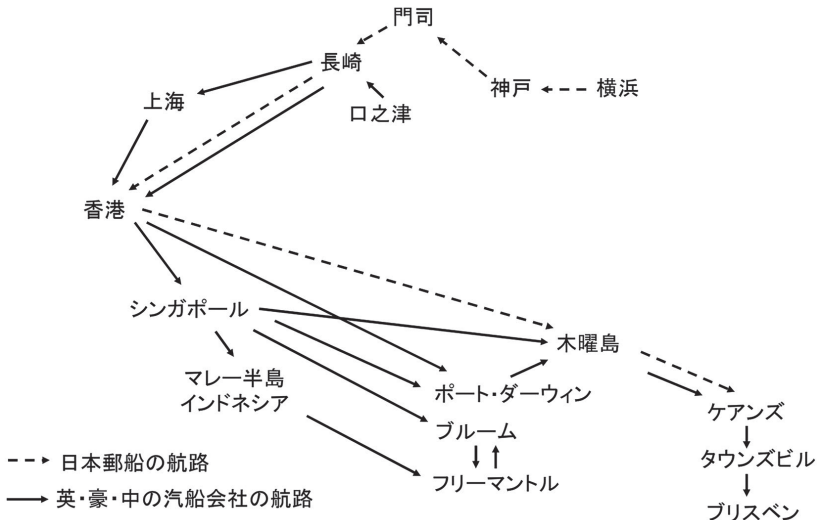 門司
長崎
神戸
横浜
上海
口之津
香港
シンガポール
木曜島
マレー半島
インドネシア
ポート・ダーウィン
ケアンズ
ブルーム
日本郵船の航路
タウンズビル
フリーマントル
英・豪・中の汽船会社の航路
ブリスベン